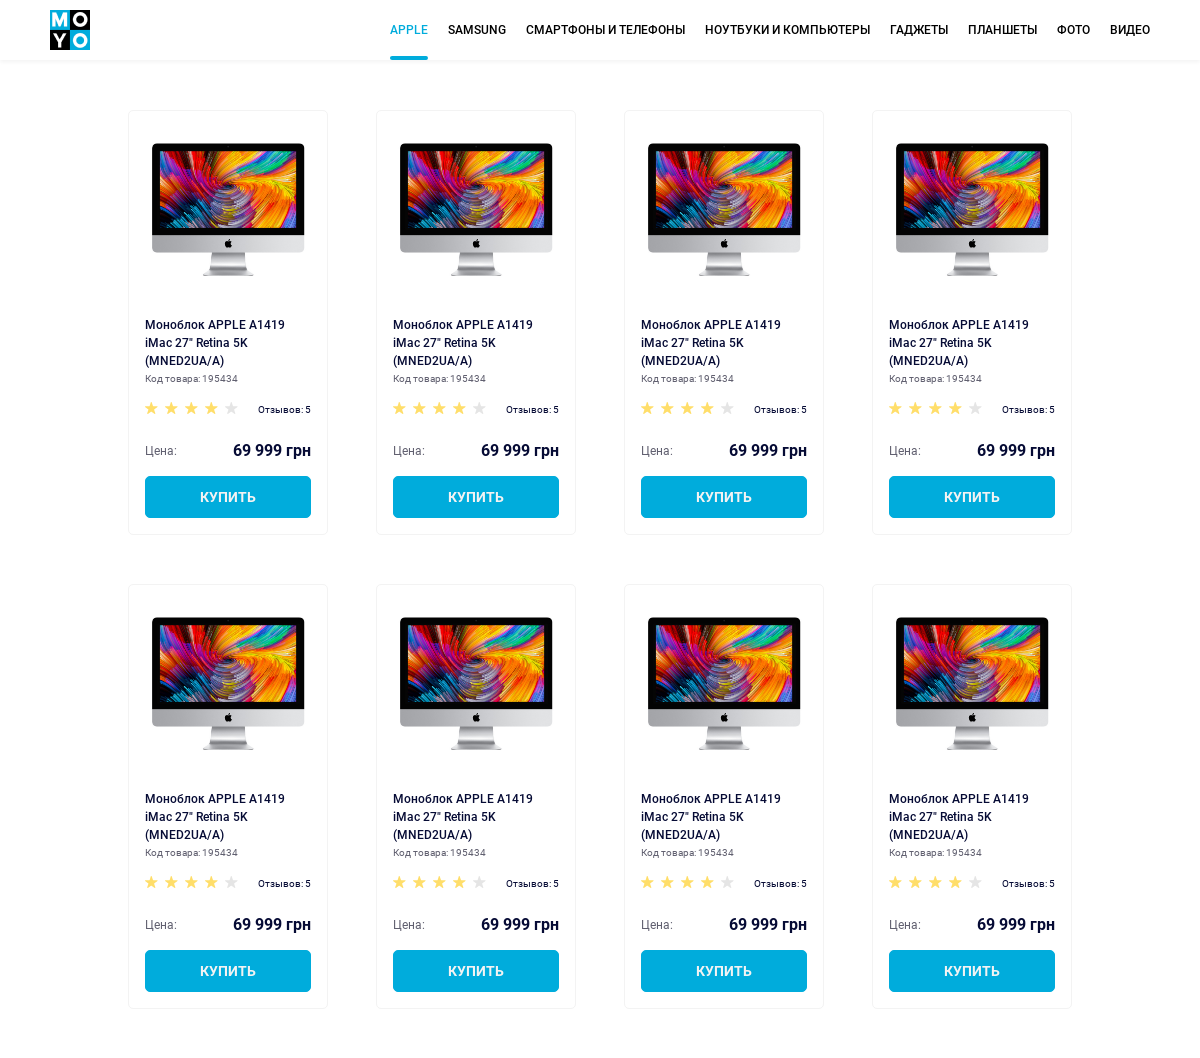 MO
YO
APPLE SAMSUNG СМАРТФОНЫ И ТЕЛЕФОНЫ НОУТБУКИ И КОМПЬЮТЕРЫ ГАДЖЕТЫ ПЛАНШЕТЫ ФОТО ВИДЕО
Моноблок APPLE A1419
iMac 27" Retina 5K
(MNED2UA/A)
Код товара: 195434
Отзывов: 5
Цена: 69 999 грн
КУПИТЬ
Моноблок APPLE A1419
iMac 27" Retina 5K
(MNED2UA/A)
Код товара: 195434
Отзывов: 5
Цена: 69 999 грн
КУПИТЬ
Моноблок APPLE A1419
iMac 27" Retina 5K
(MNED2UA/A)
Код товара: 195434
Отзывов: 5
Цена: 69 999 грн
КУПИТЬ
Моноблок APPLE A1419
iMac 27" Retina 5K
(MNED2UA/A)
Код товара: 195434
Отзывов: 5
Цена: 69 999 грн
КУПИТЬ
Моноблок APPLE A1419
iMac 27" Retina 5K
(MNED2UA/A)
Код товара: 195434
Отзывов: 5
Цена: 69 999 грн
КУПИТЬ
Моноблок APPLE A1419
iMac 27" Retina 5K
(MNED2UA/A)
Код товара: 195434
Отзывов: 5
Цена: 69 999 грн
КУПИТЬ
Моноблок APPLE A1419
iMac 27" Retina 5K
(MNED2UA/A)
Код товара: 195434
Отзывов: 5
Цена: 69 999 грн
КУПИТЬ
Моноблок APPLE A1419
iMac 27" Retina 5K
(MNED2UA/A)
Код товара: 195434
Отзывов: 5
Цена: 69 999 грн
КУПИТЬ